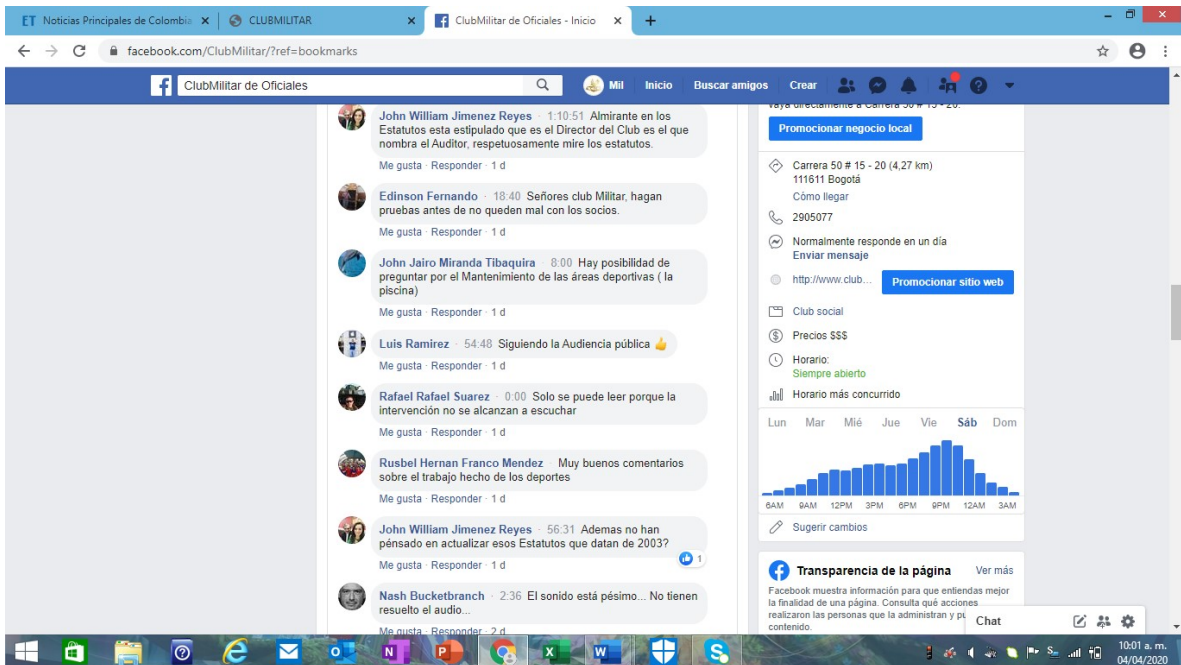 ET Noticias Principales de Colombia
CLUBMILITAR
ClubMilitar de Oficiales - Inicio
facebook.com/ClubMilitar/?ref=bookmarks
ClubMilitar de Oficiales
Mil Inicio Buscar amigos Crear
John William Jimenez Reyes · 1:10:51 Almirante en los
Estatutos esta estipulado que es el Director del Club es el que
nombra el Auditor, respetuosamente mire los estatutos.
Me gusta · Responder · 1 d
Edinson Fernando · 18:40 Señores club Militar, hagan
pruebas antes de no queden mal con los socios.
Me gusta · Responder · 1 d
John Jairo Miranda Tibaquira · 8:00 Hay posibilidad de
preguntar por el Mantenimiento de las áreas deportivas ( la
piscina)
Me gusta · Responder · 1 d
Luis Ramirez · 54:48 Siguiendo la Audiencia pública 👍
Me gusta · Responder · 1 d
Rafael Rafael Suarez · 0:00 Solo se puede leer porque la
intervención no se alcanzan a escuchar
Me gusta · Responder · 1 d
Rusbel Hernan Franco Mendez · Muy buenos comentarios
sobre el trabajo hecho de los deportes
Me gusta · Responder · 1 d
John William Jimenez Reyes · 56:31 Ademas no han
pénsado en actualizar esos Estatutos que datan de 2003?
1
Me gusta · Responder · 1 d
Nash Bucketbranch · 2:36 El sonido está pésimo... No tienen
resuelto el audio...
Me gusta · Responder · 2 d
vaya directamente a Carrera 50 # 15 - 20.
Promocionar negocio local
Carrera 50 # 15 - 20 (4,27 km)
111611 Bogotá
Cómo llegar
2905077
Normalmente responde en un día
Enviar mensaje
http://www.club...
Promocionar sitio web
Club social
Precios $$$
Horario:
Siempre abierto
Horario más concurrido
Lun Mar Mié Jue Vie Sáb Dom
6AM 9AM 12PM 3PM 6PM 9PM 12AM 3AM
Sugerir cambios
Transparencia de la página Ver más
Facebook muestra información para que entiendas mejor
la finalidad de una página. Consulta qué acciones
realizaron las personas que la administran y pu
contenido.
Chat
10:01 a. m.
04/04/2020